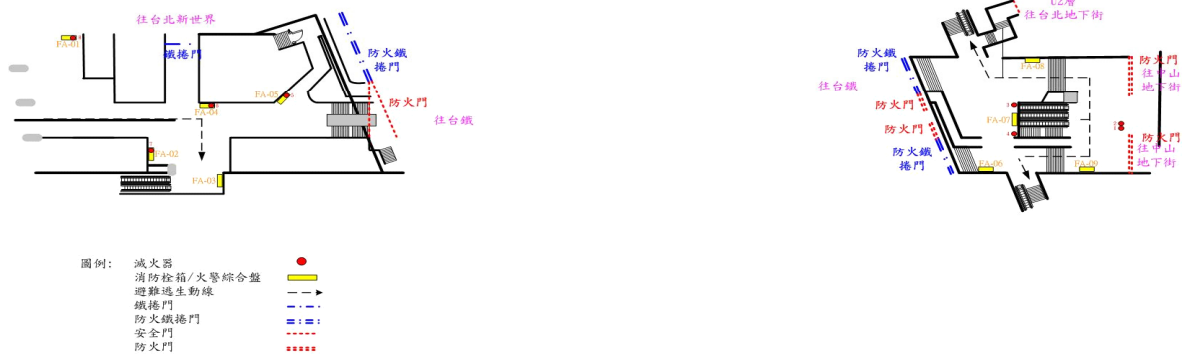 往台北新世界
FA-01
鐵捲門
防火鐵
捲門
FA-05
FA-04
防火門
往台鐵
FA-02
FA-03
U2層
往台北地下街
防火鐵
捲門
FA-08
防火門
往中山
地下街
往台鐵
防火門
3
FA-07
防火門
4
2
1
防火門
往中山
地下街
防火鐵
捲門
FA-06
FA-09
圖例:
滅火器
消防栓箱/火警綜合盤
避難逃生動線
鐵捲門
防火鐵捲門
安全門
防火門